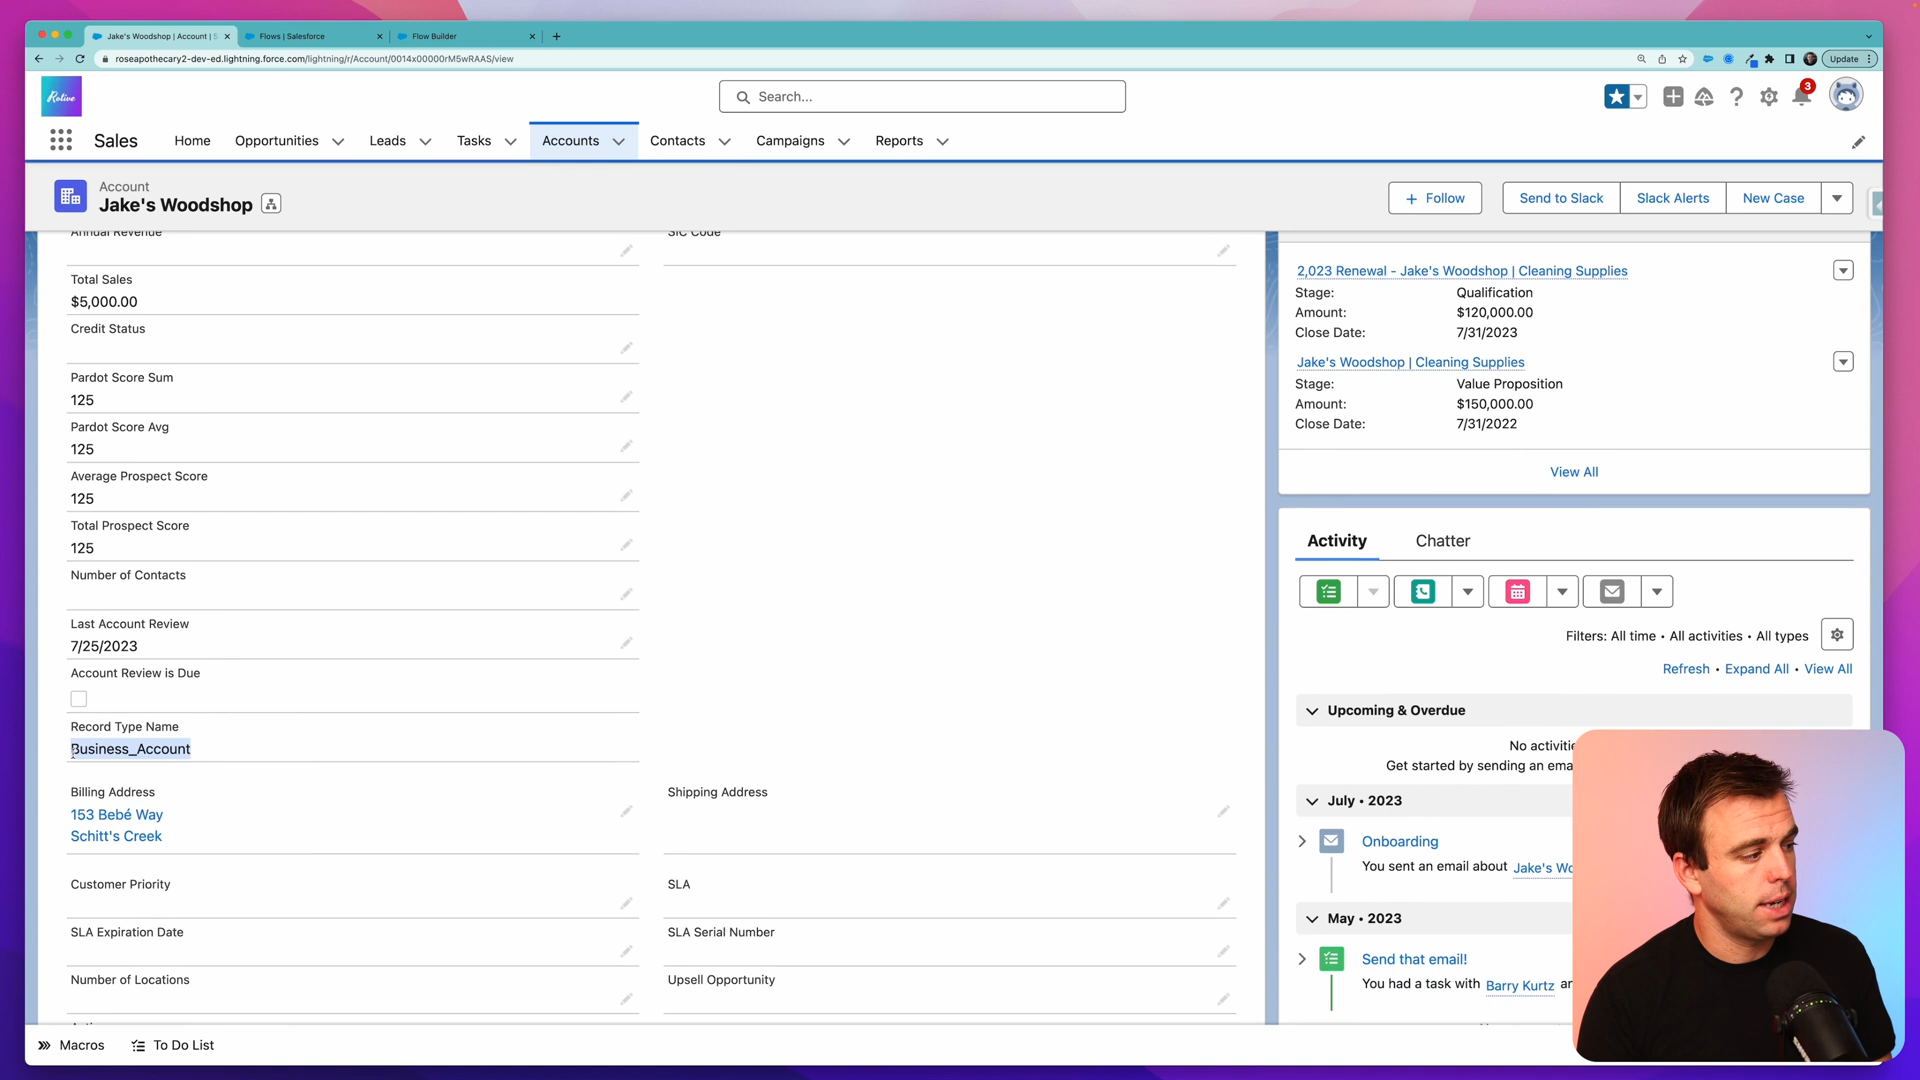 Jake's Woodshop | Account | S
Flows | Salesforce
Flow Builder
roseapothecary2-dev-ed.lightning.force.com/lightning/r/Account/0014x00000rM5wRAAS/view
Update
Rotive
Search...
3
Sales
Home
Opportunities
Leads
Tasks
Accounts
Contacts
Campaigns
Reports
Account
Jake's Woodshop
+ Follow
Send to Slack
Slack Alerts
New Case
Annual Revenue
SIC Code
Total Sales
$5,000.00
Credit Status
Pardot Score Sum
125
Pardot Score Avg
125
Average Prospect Score
125
Total Prospect Score
125
Number of Contacts
Last Account Review
7/25/2023
Account Review is Due
Record Type Name
Business_Account
Billing Address
153 Bebé Way
Schitt's Creek
Shipping Address
Customer Priority
SLA
SLA Expiration Date
SLA Serial Number
Number of Locations
Upsell Opportunity
2,023 Renewal - Jake's Woodshop | Cleaning Supplies
Stage: Qualification
Amount: $120,000.00
Close Date: 7/31/2023
Jake's Woodshop | Cleaning Supplies
Stage: Value Proposition
Amount: $150,000.00
Close Date: 7/31/2022
View All
Activity
Chatter
Filters: All time • All activities • All types
Refresh • Expand All • View All
Upcoming & Overdue
No activitie
Get started by sending an ema
July • 2023
Onboarding
You sent an email about Jake's Wo
May • 2023
Send that email!
You had a task with Barry Kurtz ar
Macros
To Do List